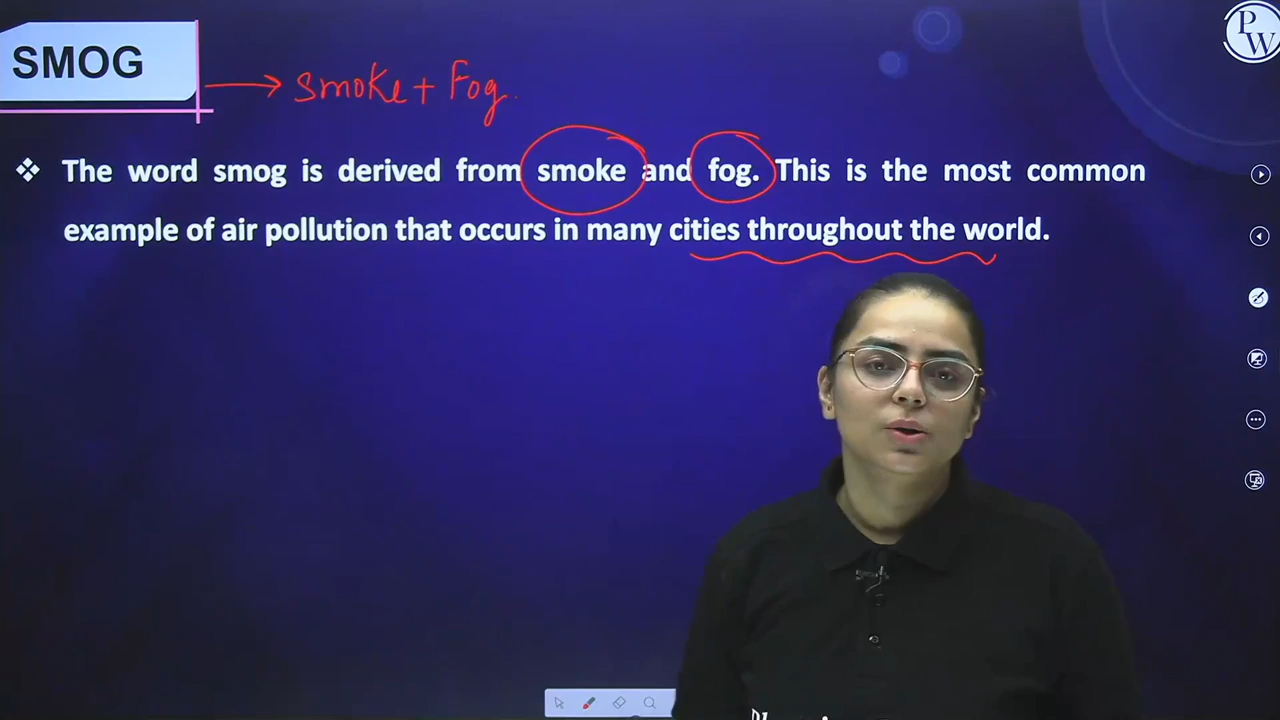 SMOG
smoke + Fog.
❖ The word smog is derived from smoke and fog. This is the most common
example of air pollution that occurs in many cities throughout the world.
P
W